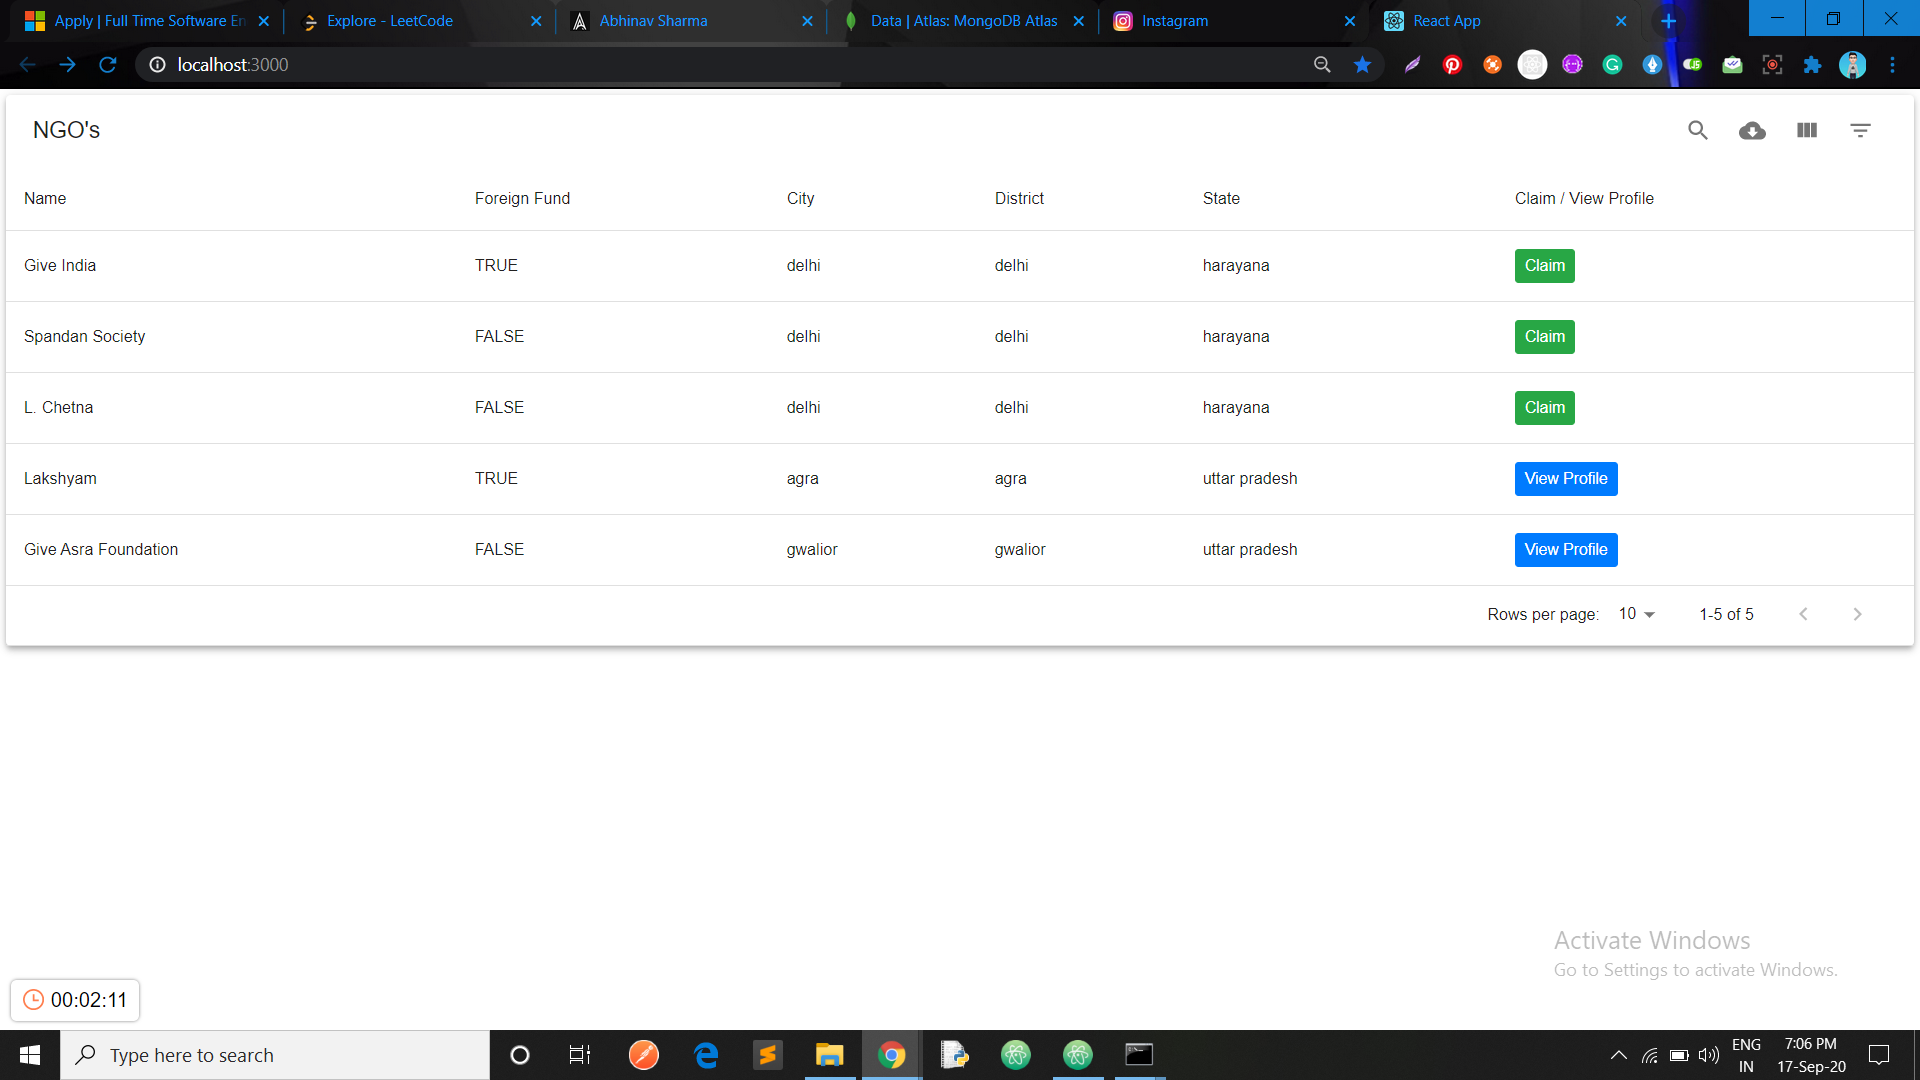 Apply | Full Time Software En
Explore - LeetCode
Abhinav Sharma
Data | Atlas: MongoDB Atlas
Instagram
React App
localhost:3000
NGO's
Name Foreign Fund City District State Claim / View Profile
Give India TRUE delhi delhi harayana Claim
Spandan Society FALSE delhi delhi harayana Claim
L. Chetna FALSE delhi delhi harayana Claim
Lakshyam TRUE agra agra uttar pradesh View Profile
Give Asra Foundation FALSE gwalior gwalior uttar pradesh View Profile
Rows per page: 10 1-5 of 5
Activate Windows
Go to Settings to activate Windows.
00:02:11
Type here to search
ENG
IN
7:06 PM
17-Sep-20